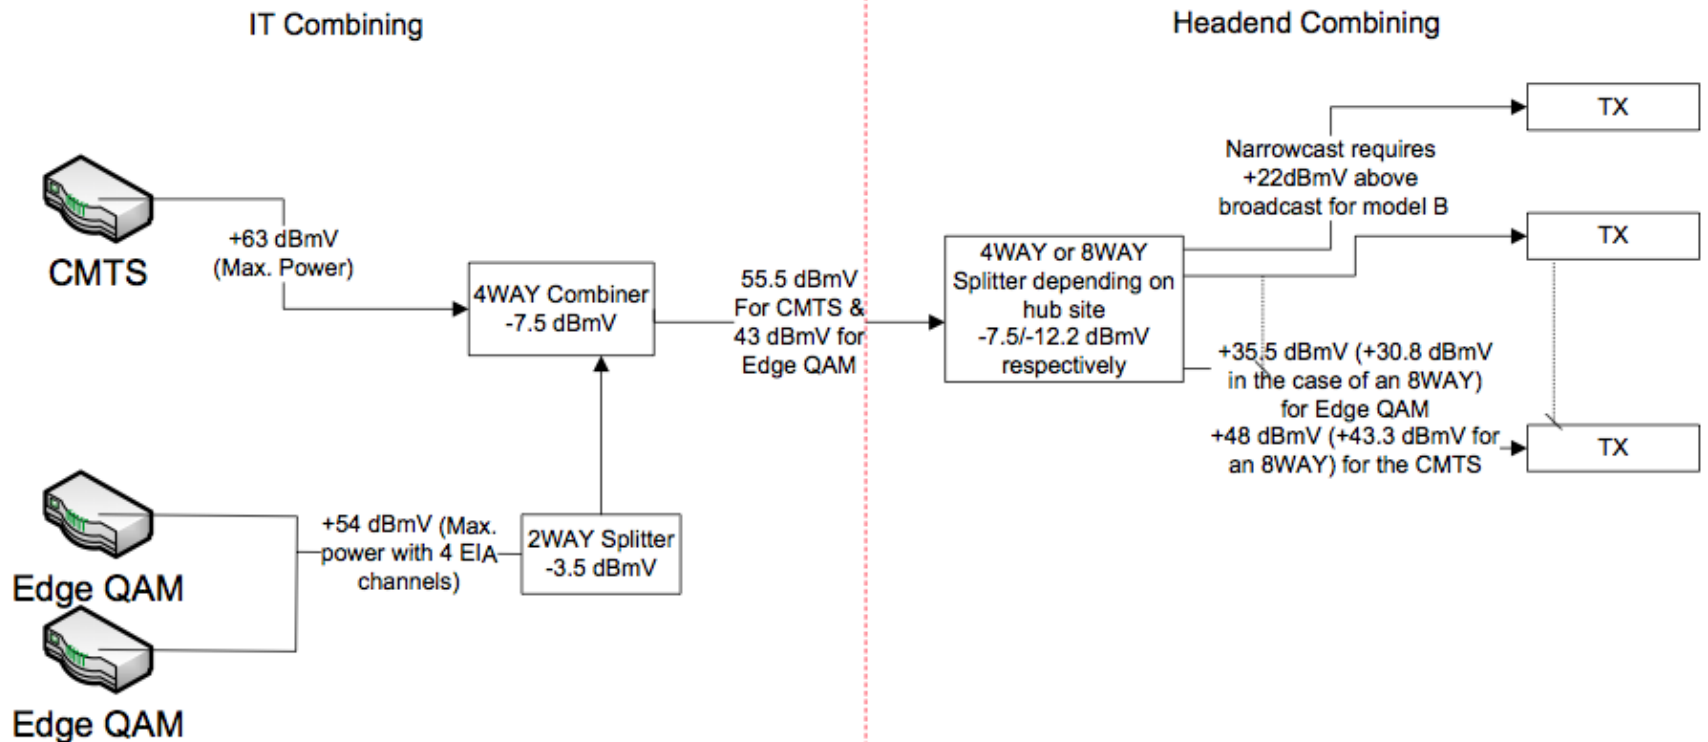 IT Combining
Headend Combining
TX
Narrowcast requires
+22dBmV above
broadcast for model B
CMTS
+63 dBmV
(Max. Power)
TX
4WAY Combiner
-7.5 dBmV
55.5 dBmV
For CMTS &
43 dBmV for
Edge QAM
4WAY or 8WAY
Splitter depending on
hub site
-7.5/-12.2 dBmV
respectively
+35.5 dBmV (+30.8 dBmV
in the case of an 8WAY)
for Edge QAM
+48 dBmV (+43.3 dBmV for
an 8WAY) for the CMTS
TX
Edge QAM
+54 dBmV (Max.
power with 4 EIA
channels)
2WAY Splitter
-3.5 dBmV
Edge QAM